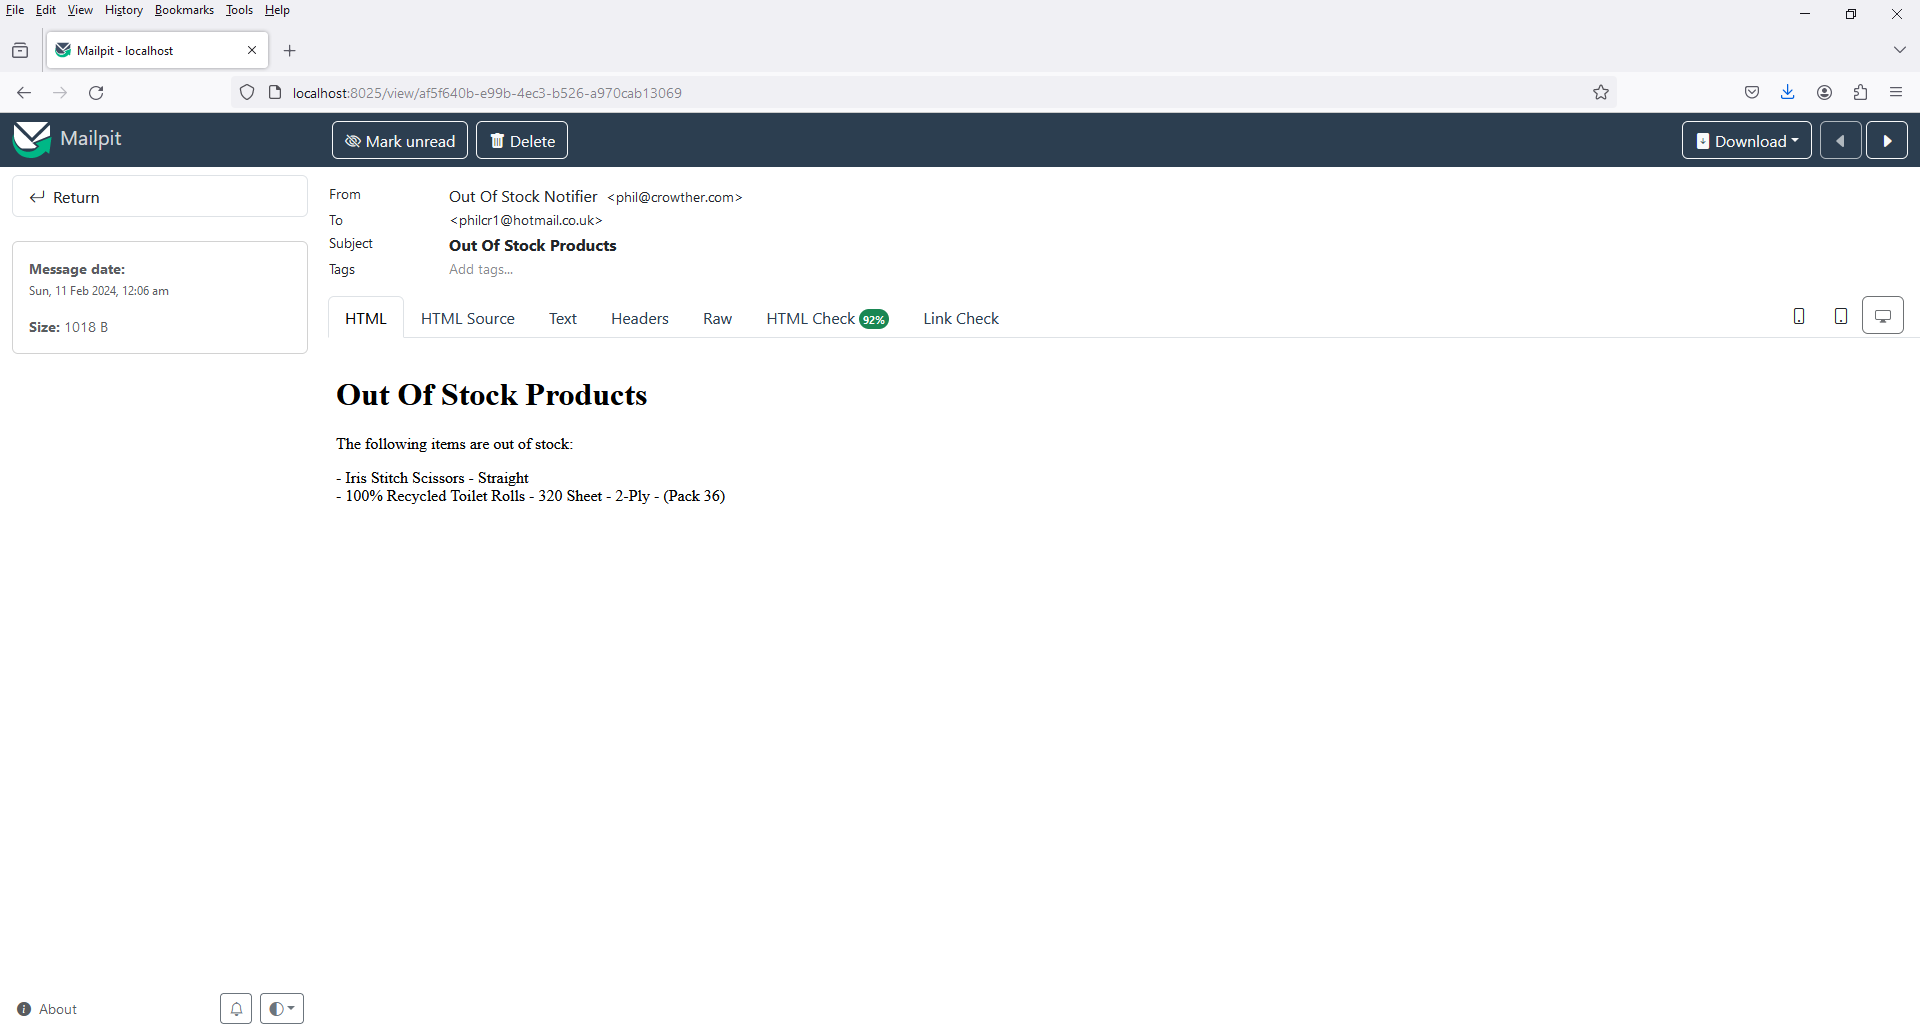 File Edit View History Bookmarks Tools Help
Mailpit - localhost
localhost:8025/view/af5f640b-e99b-4ec3-b526-a970cab13069
Mailpit
Mark unread
Delete
Download
Return
Message date:
Sun, 11 Feb 2024, 12:06 am
Size: 1018 B
From Out Of Stock Notifier <phil@crowther.com>
To <philcr1@hotmail.co.uk>
Subject Out Of Stock Products
Tags Add tags...
HTML HTML Source Text Headers Raw HTML Check 92% Link Check
Out Of Stock Products
The following items are out of stock:
- Iris Stitch Scissors - Straight
- 100% Recycled Toilet Rolls - 320 Sheet - 2-Ply - (Pack 36)
About